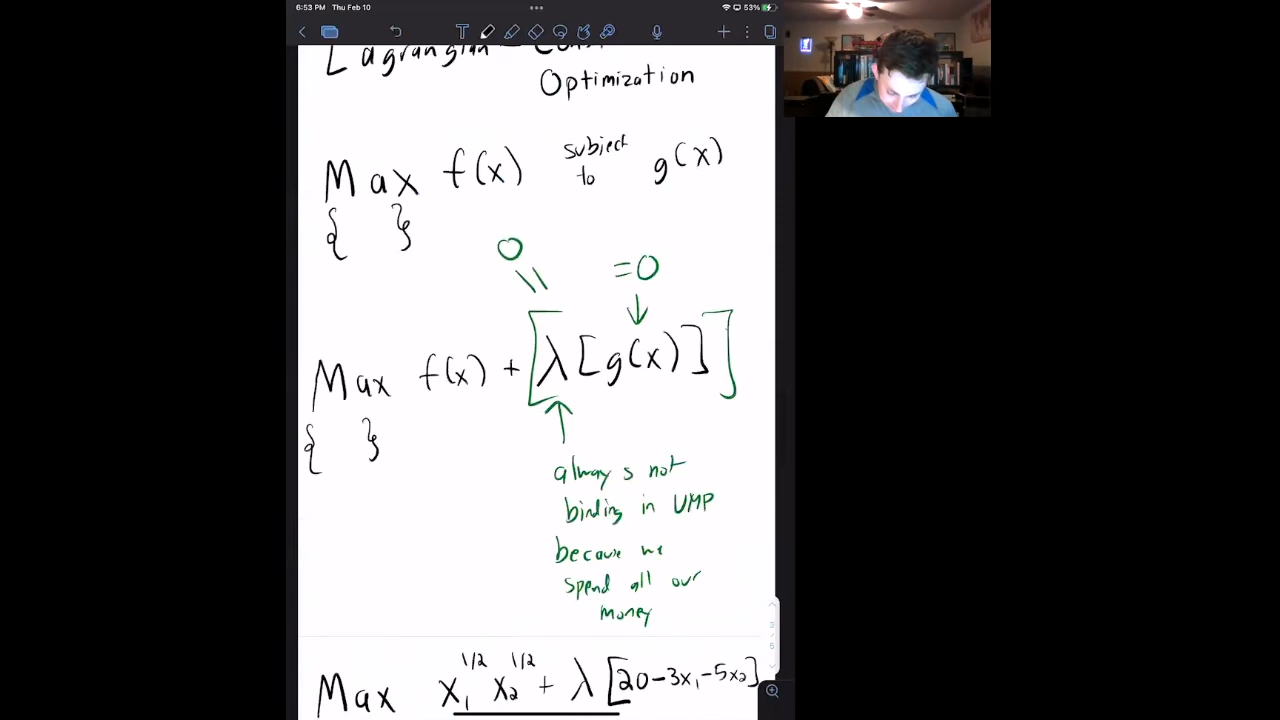 6:53 PM Thu Feb 10
53%
Lagrangian
Optimization
Max f(x) subject to g(x)
{ }
0
=0
Max f(x) + [λ[g(x)]]
{ }
always not
binding in UMP
because we
spend all our
money
Max x₁^1/2 x₂^1/2 + λ[20-3x₁-5x₂]